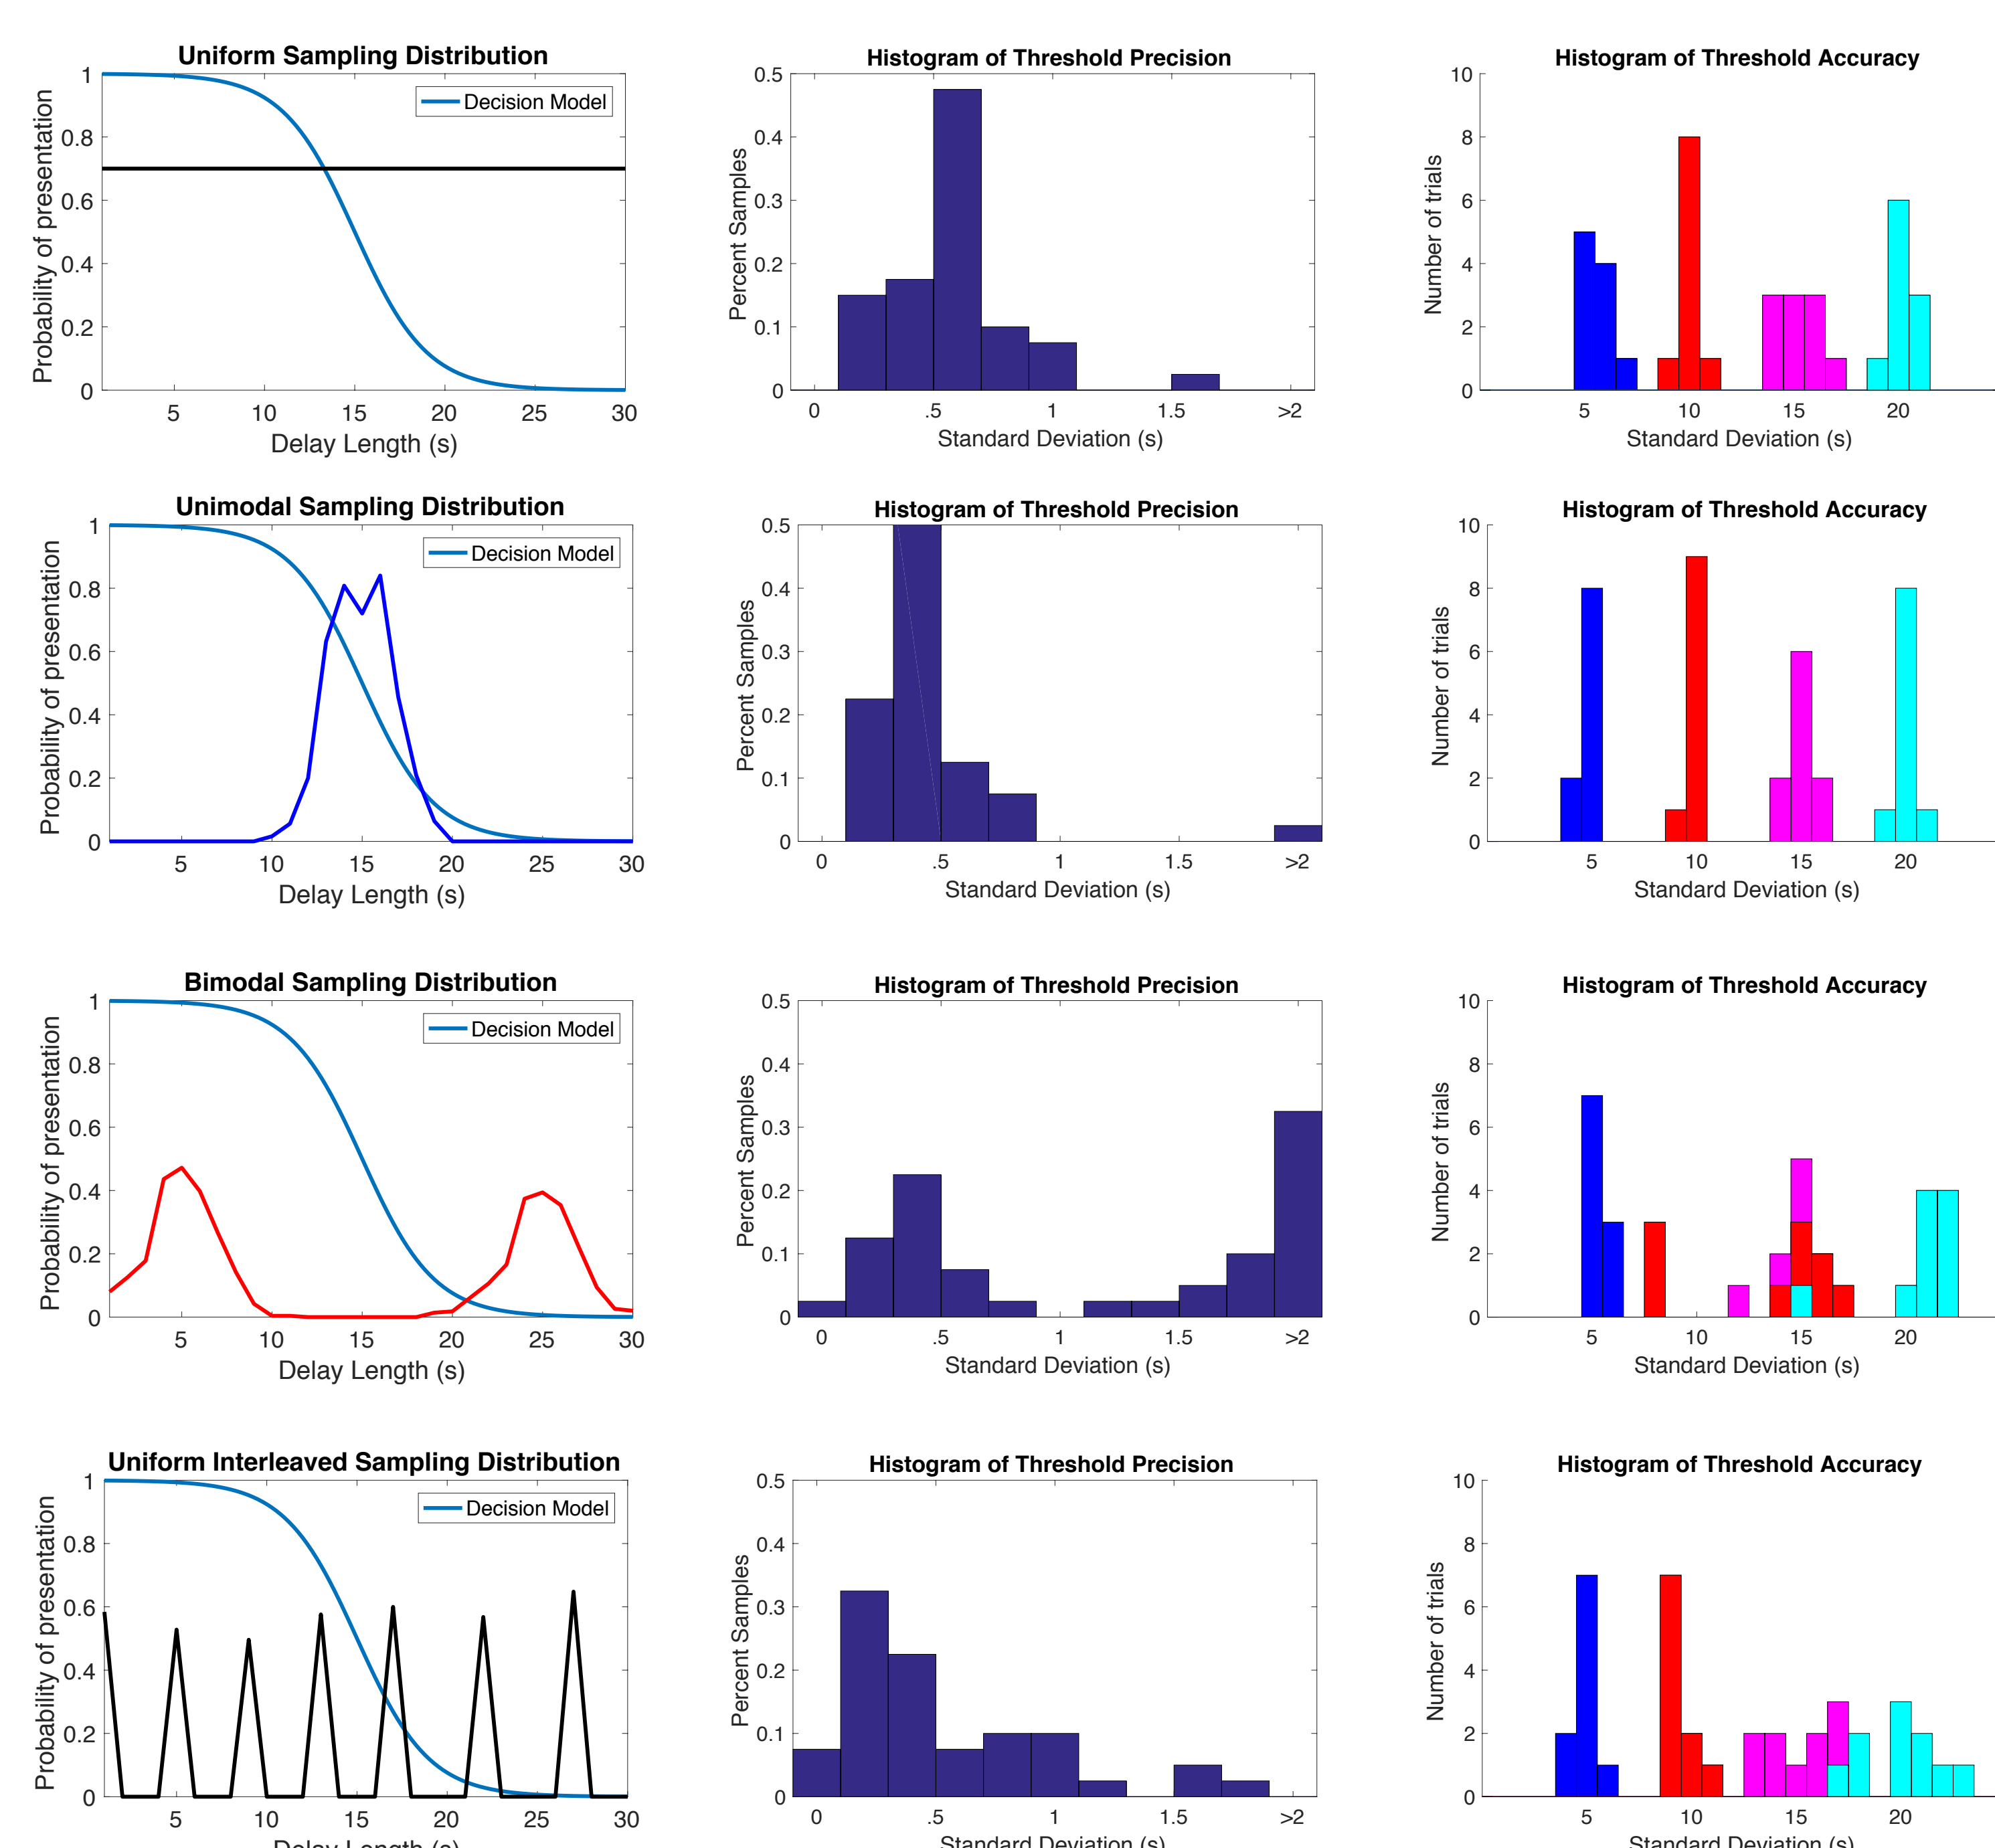 Uniform Sampling Distribution
Probability of presentation
1
0.8
0.6
0.4
0.2
0
Decision Model
5 10 15 20 25 30
Delay Length (s)
Histogram of Threshold Precision
Percent Samples
0.5
0.4
0.3
0.2
0.1
0
0 .5 1 1.5 >2
Standard Deviation (s)
Histogram of Threshold Accuracy
Number of trials
10
8
6
4
2
0
5 10 15 20
Standard Deviation (s)
Unimodal Sampling Distribution
Probability of presentation
1
0.8
0.6
0.4
0.2
0
Decision Model
5 10 15 20 25 30
Delay Length (s)
Histogram of Threshold Precision
Percent Samples
0.5
0.4
0.3
0.2
0.1
0
0 .5 1 1.5 >2
Standard Deviation (s)
Histogram of Threshold Accuracy
Number of trials
10
8
6
4
2
0
5 10 15 20
Standard Deviation (s)
Bimodal Sampling Distribution
Probability of presentation
1
0.8
0.6
0.4
0.2
0
Decision Model
5 10 15 20 25 30
Delay Length (s)
Histogram of Threshold Precision
Percent Samples
0.5
0.4
0.3
0.2
0.1
0
0 .5 1 1.5 >2
Standard Deviation (s)
Histogram of Threshold Accuracy
Number of trials
10
8
6
4
2
0
5 10 15 20
Standard Deviation (s)
Uniform Interleaved Sampling Distribution
Probability of presentation
1
0.8
0.6
0.4
0.2
0
Decision Model
5 10 15 20 25 30
Delay Length (s)
Histogram of Threshold Precision
Percent Samples
0.5
0.4
0.3
0.2
0.1
0
0 .5 1 1.5 >2
Standard Deviation (s)
Histogram of Threshold Accuracy
Number of trials
10
8
6
4
2
0
5 10 15 20
Standard Deviation (s)